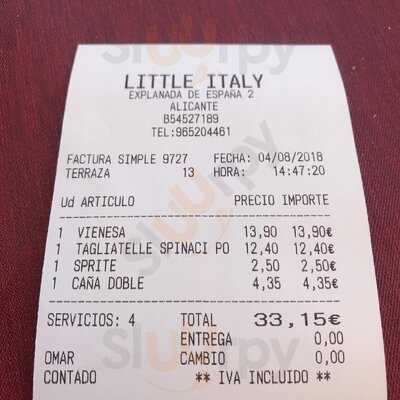 LITTLE ITALY
EXPLANADA DE ESPAÑA 2
ALICANTE
B54527189
TEL:965204461
FACTURA SIMPLE 9727 FECHA: 04/08/2018
TERRAZA 13 HORA: 14:47:20
Ud ARTICULO PRECIO IMPORTE
1 VIENESA 13,90 13,90€
1 TAGLIATELLE SPINACI PO 12,40 12,40€
1 SPRITE 2,50 2,50€
1 CAÑA DOBLE 4,35 4,35€
SERVICIOS: 4 TOTAL 33,15€
ENTREGA 0,00
OMAR CAMBIO 0,00
CONTADO ** IVA INCLUIDO **
Sluurpy
Sluurpy
Sluurpy